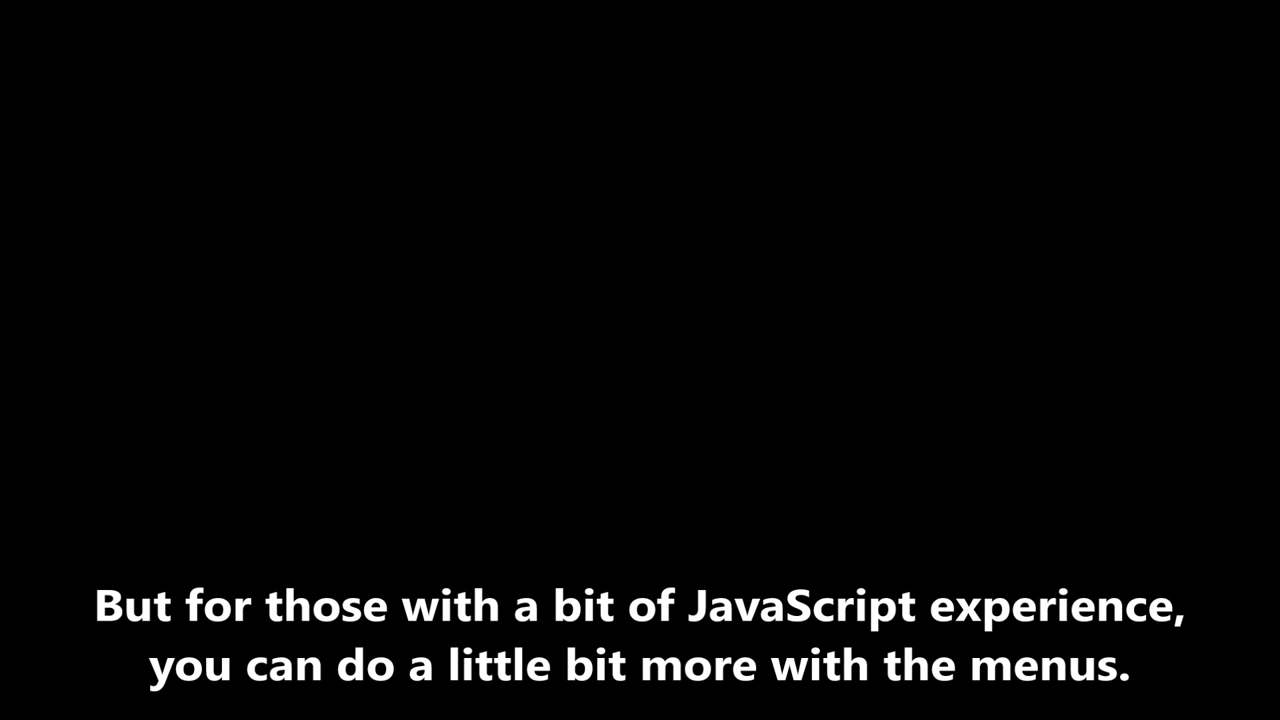 But for those with a bit of JavaScript experience,
you can do a little bit more with the menus.